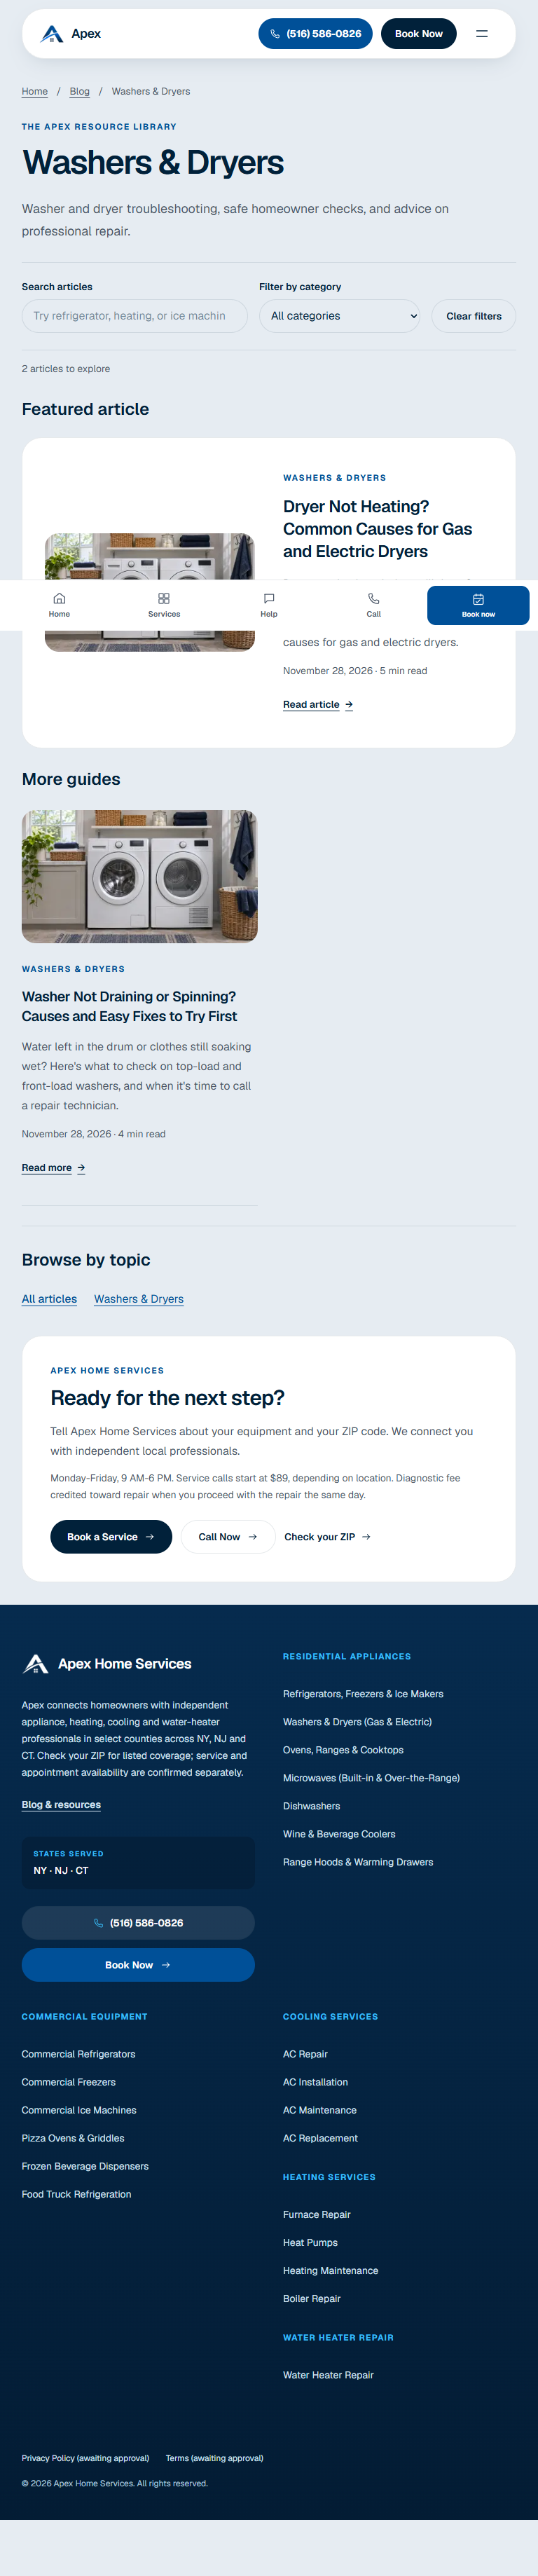 Apex
(516) 586-0826
Book Now
Home / Blog / Washers & Dryers
THE APEX RESOURCE LIBRARY
Washers & Dryers
Washer and dryer troubleshooting, safe homeowner checks, and advice on
professional repair.
Search articles
Filter by category
Try refrigerator, heating, or ice machin
All categories
Clear filters
2 articles to explore
Featured article
WASHERS & DRYERS
Dryer Not Heating?
Common Causes for Gas
and Electric Dryers
Home
Services
Help
Call
Book now
causes for gas and electric dryers.
November 28, 2026 · 5 min read
Read article →
More guides
WASHERS & DRYERS
Washer Not Draining or Spinning?
Causes and Easy Fixes to Try First
Water left in the drum or clothes still soaking
wet? Here's what to check on top-load and
front-load washers, and when it's time to call
a repair technician.
November 28, 2026 · 4 min read
Read more →
Browse by topic
All articles
Washers & Dryers
APEX HOME SERVICES
Ready for the next step?
Tell Apex Home Services about your equipment and your ZIP code. We connect you
with independent local professionals.
Monday-Friday, 9 AM-6 PM. Service calls start at $89, depending on location. Diagnostic fee
credited toward repair when you proceed with the repair the same day.
Book a Service →
Call Now →
Check your ZIP →
Apex Home Services
Apex connects homeowners with independent
appliance, heating, cooling and water-heater
professionals in select counties across NY, NJ and
CT. Check your ZIP for listed coverage; service and
appointment availability are confirmed separately.
Blog & resources
STATES SERVED
NY · NJ · CT
(516) 586-0826
Book Now →
RESIDENTIAL APPLIANCES
Refrigerators, Freezers & Ice Makers
Washers & Dryers (Gas & Electric)
Ovens, Ranges & Cooktops
Microwaves (Built-in & Over-the-Range)
Dishwashers
Wine & Beverage Coolers
Range Hoods & Warming Drawers
COMMERCIAL EQUIPMENT
Commercial Refrigerators
Commercial Freezers
Commercial Ice Machines
Pizza Ovens & Griddles
Frozen Beverage Dispensers
Food Truck Refrigeration
COOLING SERVICES
AC Repair
AC Installation
AC Maintenance
AC Replacement
HEATING SERVICES
Furnace Repair
Heat Pumps
Heating Maintenance
Boiler Repair
WATER HEATER REPAIR
Water Heater Repair
Privacy Policy (awaiting approval)
Terms (awaiting approval)
© 2026 Apex Home Services. All rights reserved.